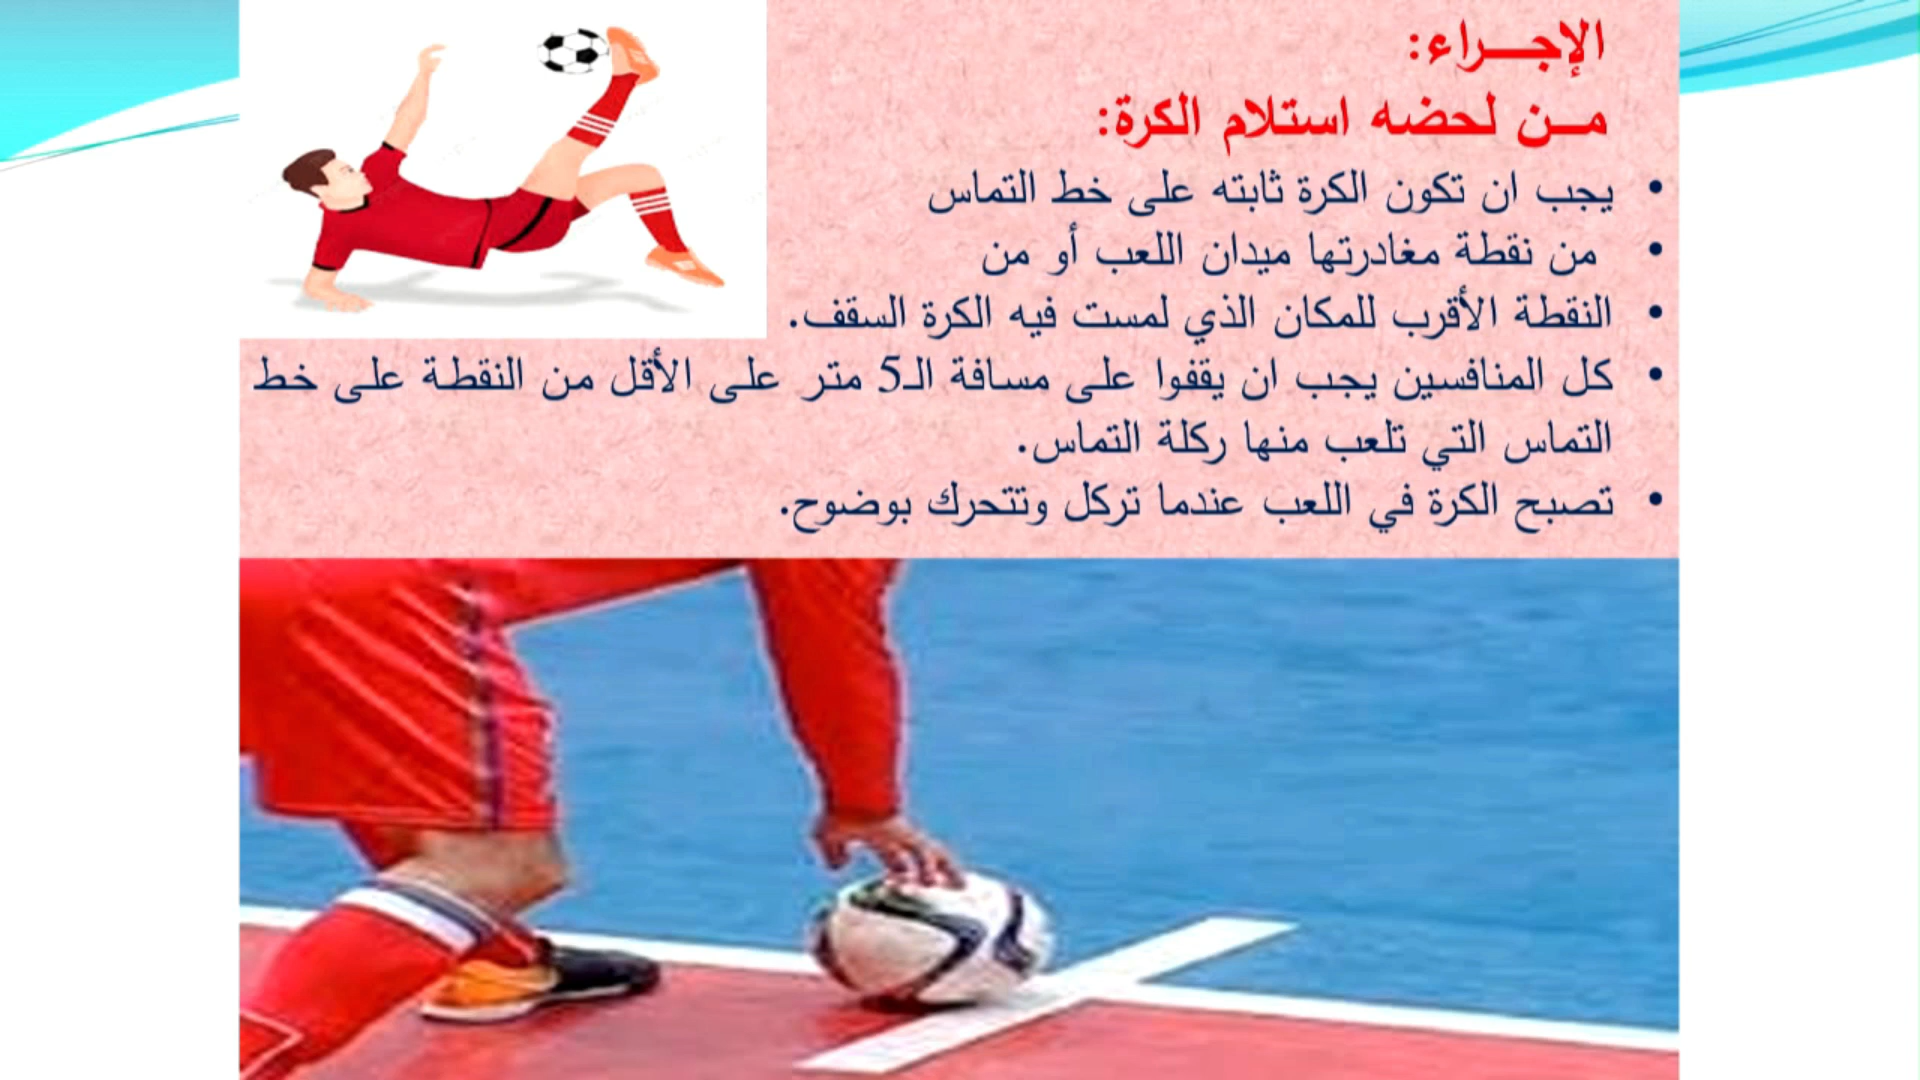 الإجـــراء:
مـــن لحضه استلام الكرة:
• يجب ان تكون الكرة ثابته على خط التماس
• من نقطة مغادرتها ميدان اللعب أو من
• النقطة الأقرب للمكان الذي لمست فيه الكرة السقف.
• كل المنافسين يجب ان يقفوا على مسافة الـ5 متر على الأقل من النقطة على خط
التماس التي تلعب منها ركلة التماس.
• تصبح الكرة في اللعب عندما تركل وتتحرك بوضوح.